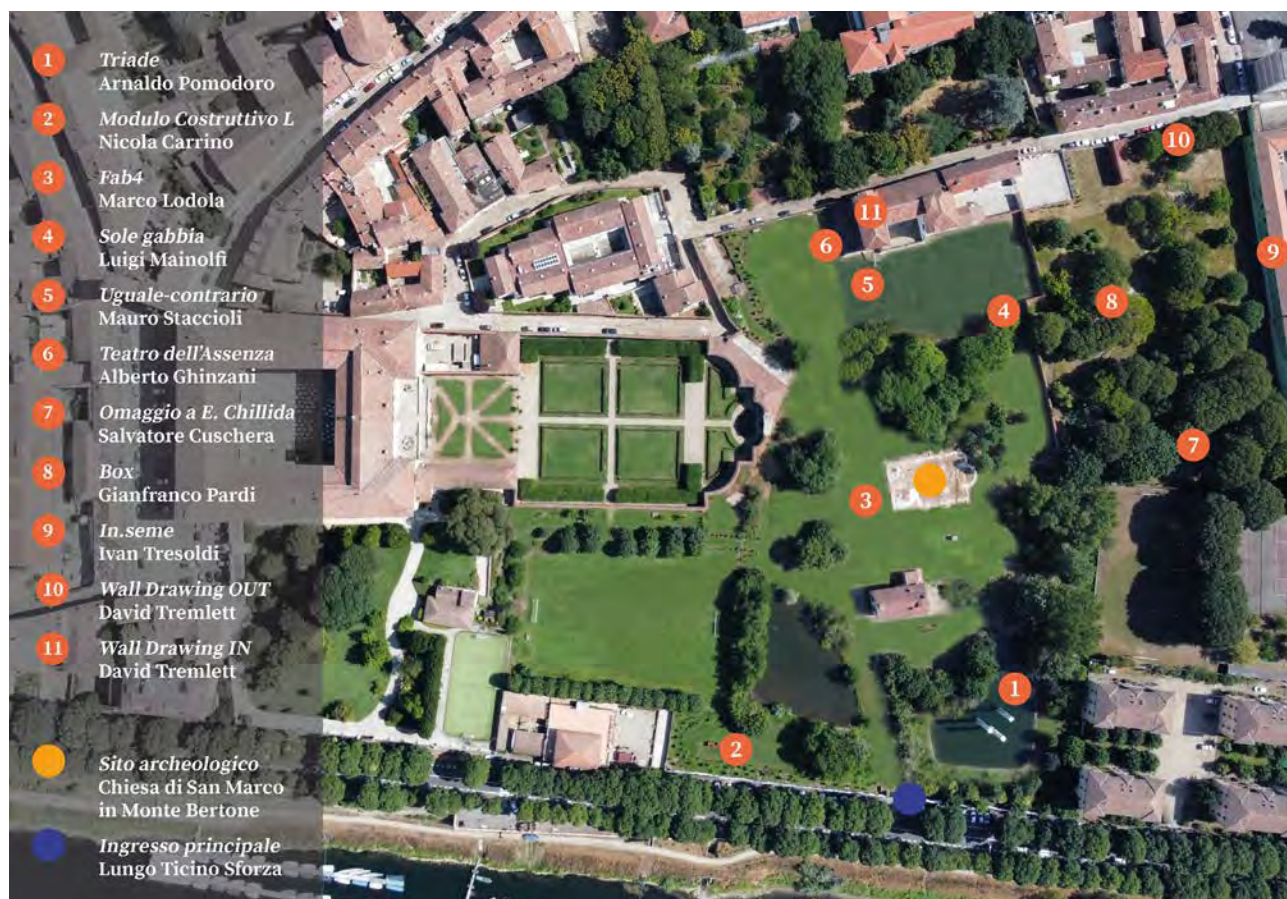 1 Triade
Arnaldo Pomodoro
2 Modulo Costruttivo L
Nicola Carrino
3 Fab4
Marco Lodola
4 Sole gabbia
Luigi Mainolfi
5 Uguale-contrario
Mauro Staccioli
6 Teatro dell'Assenza
Alberto Ghinzani
7 Omaggio a E. Chillida
Salvatore Cuschera
8 Box
Gianfranco Pardi
9 In.seme
Ivan Tresoldi
10 Wall Drawing OUT
David Tremlett
11 Wall Drawing IN
David Tremlett
Sito archeologico
Chiesa di San Marco
in Monte Bertone
Ingresso principale
Lungo Ticino Sforza
10
11
6
9
5
8
4
7
3
1
2